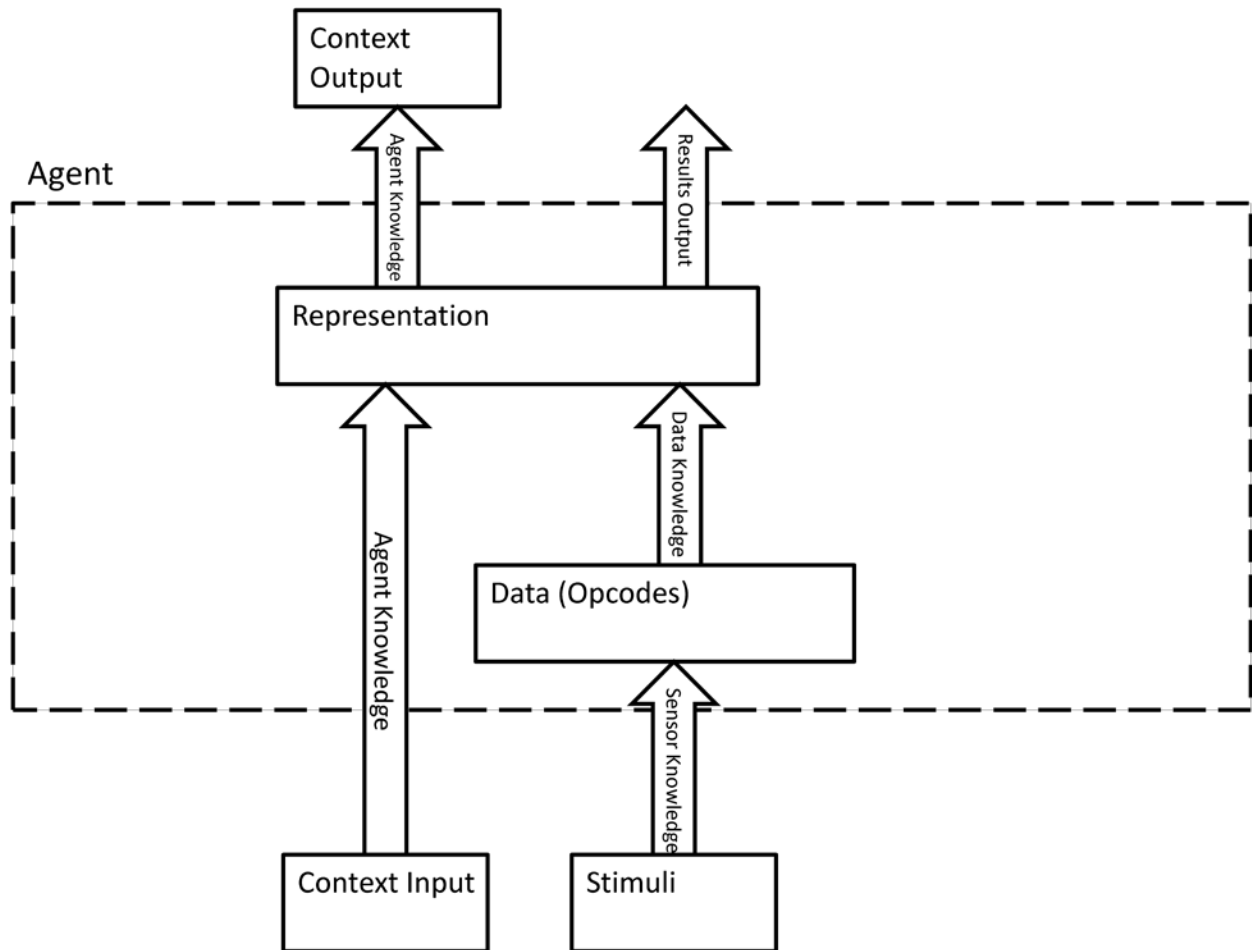 Context
Output
Agent Knowledge
Results Output
Agent
Representation
Agent Knowledge
Data Knowledge
Data (Opcodes)
Sensor Knowledge
Context Input
Stimuli